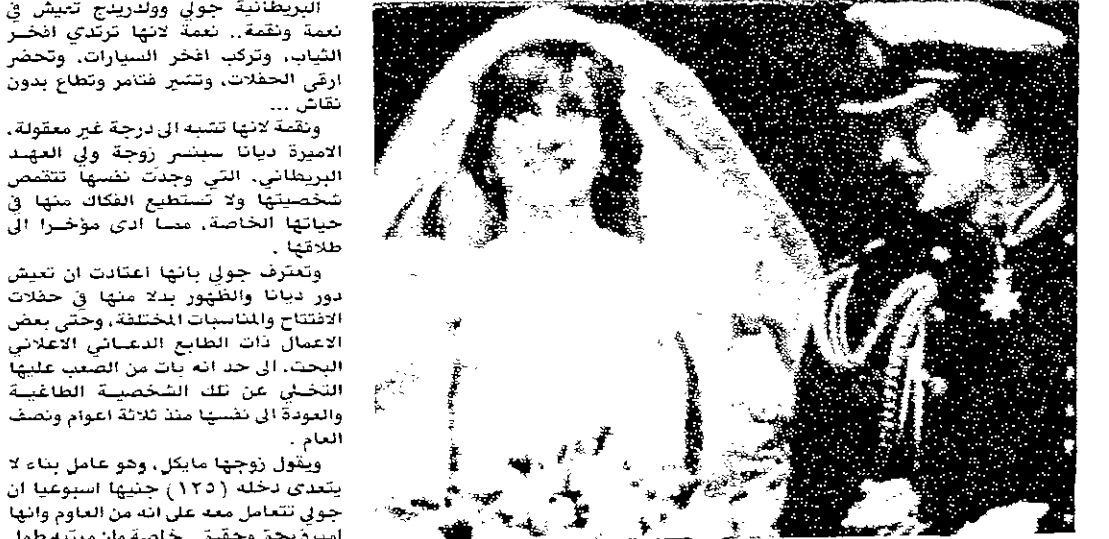 البريطانية جولي وولدريدج تعيش في
نعمة ونقمة.. نعمة لانها ترتدي افخر
الثياب، وتركب افخر السيارات، وتحضر
ارقى الحفلات، وتشير فتامر وتطاع بدون
نقاش ...
ونقمة لانها تشبه الى درجة غير معقولة،
الاميرة ديانا سبنسر زوجة ولي العهد
البريطاني، التي وجدت نفسها تتقمص
شخصيتها ولا تستطيع الفكاك منها في
حياتها الخاصة، مما ادى مؤخرا الى
طلاقها .
وتعترف جولي بانها اعتادت ان تعيش
دور ديانا والظهور بدلا منها في حفلات
الافتتاح والمناسبات المختلفة، وحتى بعض
الاعمال ذات الطابع الدعائي الاعلاني
البحت، الى حد انه بات من الصعب عليها
التخلي عن تلك الشخصية الطاغية
والعودة الى نفسها منذ ثلاثة اعوام ونصف
العام .
ويقول زوجها مايكل، وهو عامل بناء لا
يتعدى دخله (١٢٥) جنيها اسبوعيا ان
جولي تتعامل معه على انه من العاوم وانها
خاصة وان